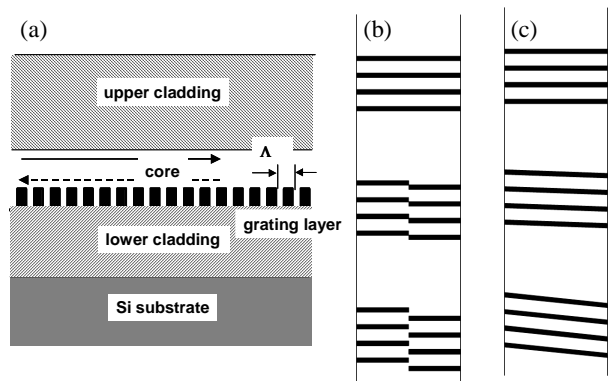 (a)
upper cladding
Λ
core
grating layer
lower cladding
Si substrate
(b)
(c)